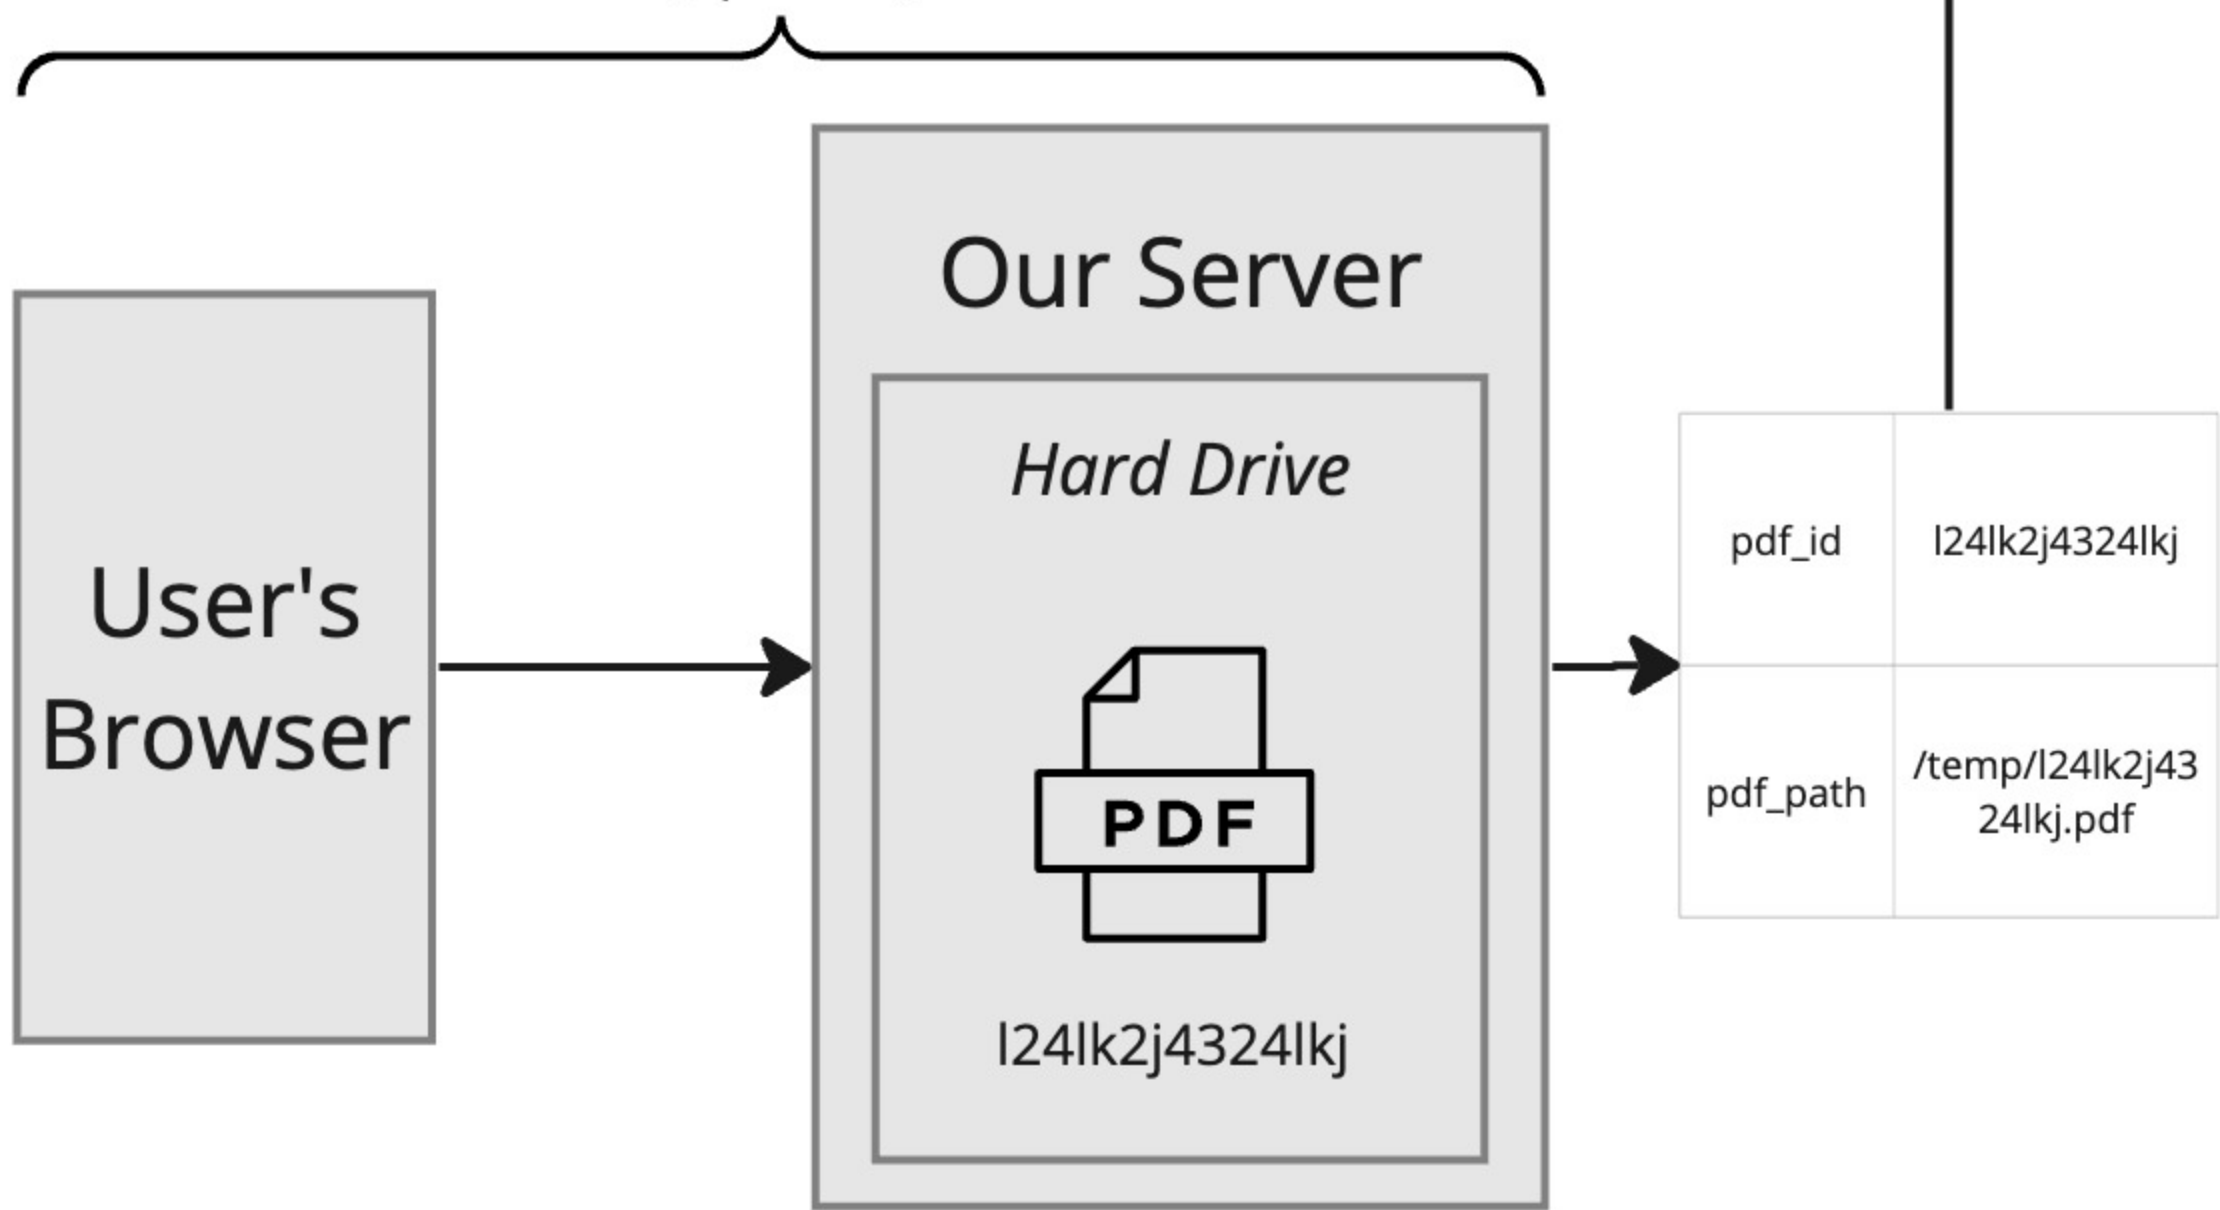 Our Server
Hard Drive
User's
Browser
PDF
l24lk2j4324lkj
pdf_id
l24lk2j4324lkj
pdf_path
/temp/l24lk2j43
24lkj.pdf